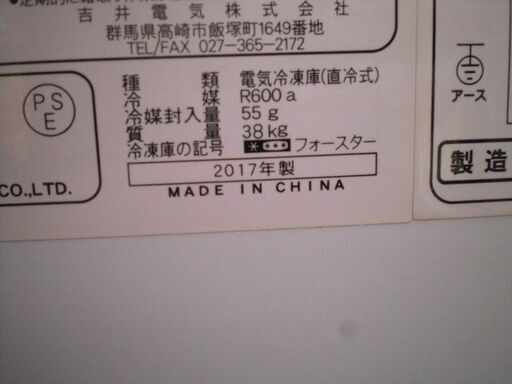 吉井電気株式会社
群馬県高崎市飯塚町1649番地
TEL/FAX 027-365-2172
PS
E
CO.,LTD.
種類 電気冷凍庫(直冷式)
冷媒 R600a
冷媒封入量 55g
質量 38kg
冷凍庫の記号 フォースター
2017年製
MADE IN CHINA
アース
製造